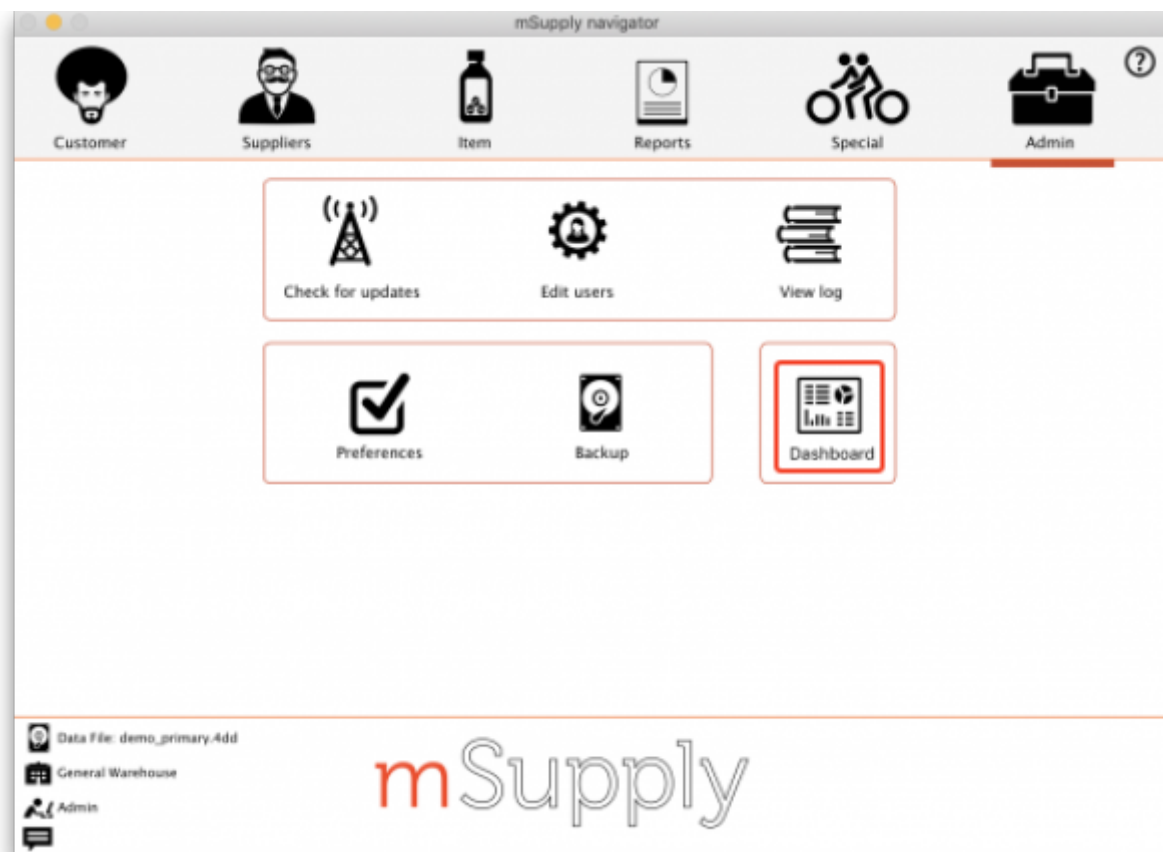 mSupply navigator
Customer
Suppliers
Item
Reports
Special
Admin
?
Check for updates
Edit users
View log
Preferences
Backup
Dashboard
Data File: demo_primary.4dd
General Warehouse
Admin
mSupply